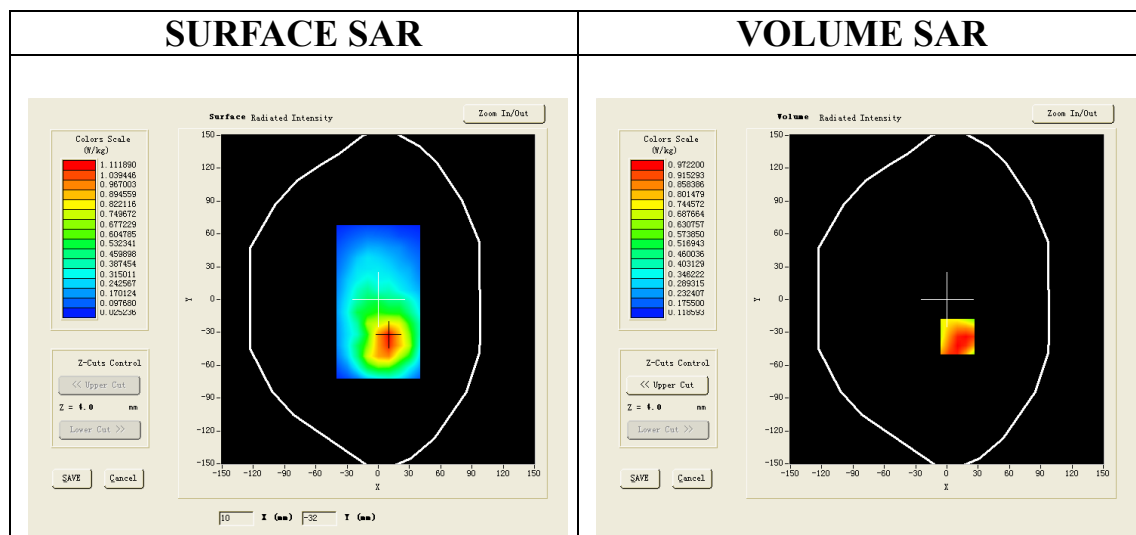 SURFACE SAR
VOLUME SAR
Surface Radiated Intensity
Zoom In/Out
Colors Scale
(W/kg)
1.111890
1.039446
0.967003
0.894559
0.822116
0.749672
0.677229
0.604785
0.532341
0.459898
0.387454
0.315011
0.242567
0.170124
0.097680
0.025236
150
120
90
60
30
0
-30
-60
-90
-120
-150
Y
-150 -120 -90 -60 -30 0 30 60 90 120 150
X
Z-Cuts Control
<< Upper Cut
Z = 4.0 mm
Lower Cut >>
SAVE Cancel
10 X (mm) -32 Y (mm)
Volume Radiated Intensity
Zoom In/Out
Colors Scale
(W/kg)
0.972200
0.915293
0.858386
0.801479
0.744572
0.687664
0.630757
0.573850
0.516943
0.460036
0.403129
0.346222
0.289315
0.232407
0.175500
0.118593
150
120
90
60
30
0
-30
-60
-90
-120
-150
Y
-150 -120 -90 -60 -30 0 30 60 90 120 150
X
Z-Cuts Control
<< Upper Cut
Z = 4.0 mm
Lower Cut >>
SAVE Cancel